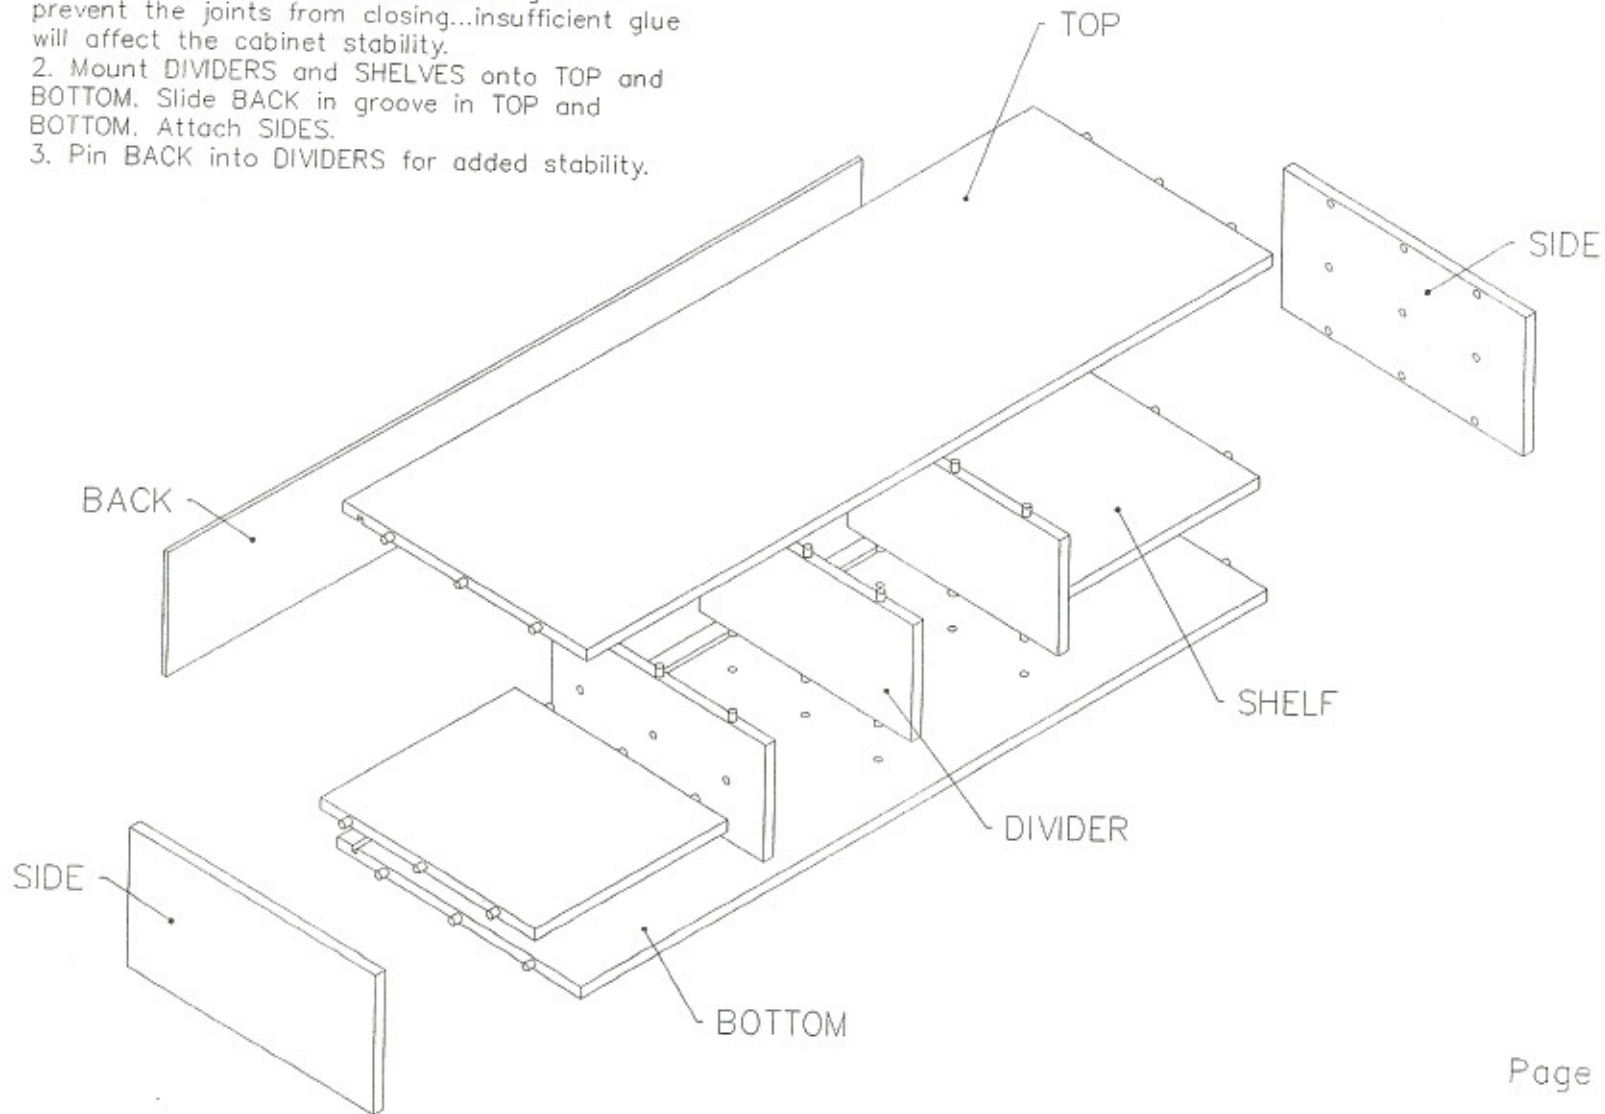 prevent the joints from closing...insufficient glue
will affect the cabinet stability.
2. Mount DIVIDERS and SHELVES onto TOP and
BOTTOM. Slide BACK in groove in TOP and
BOTTOM. Attach SIDES.
3. Pin BACK into DIVIDERS for added stability.
TOP
SIDE
BACK
SHELF
DIVIDER
SIDE
BOTTOM
Page